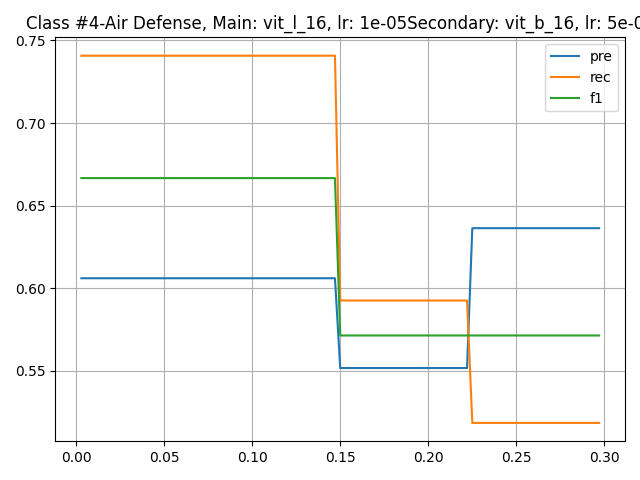 Class #4-Air Defense, Main: vit_l_16, lr: 1e-05Secondary: vit_b_16, lr: 5e-0
0.75
0.70
0.65
0.60
0.55
0.00 0.05 0.10 0.15 0.20 0.25 0.30
pre
rec
f1